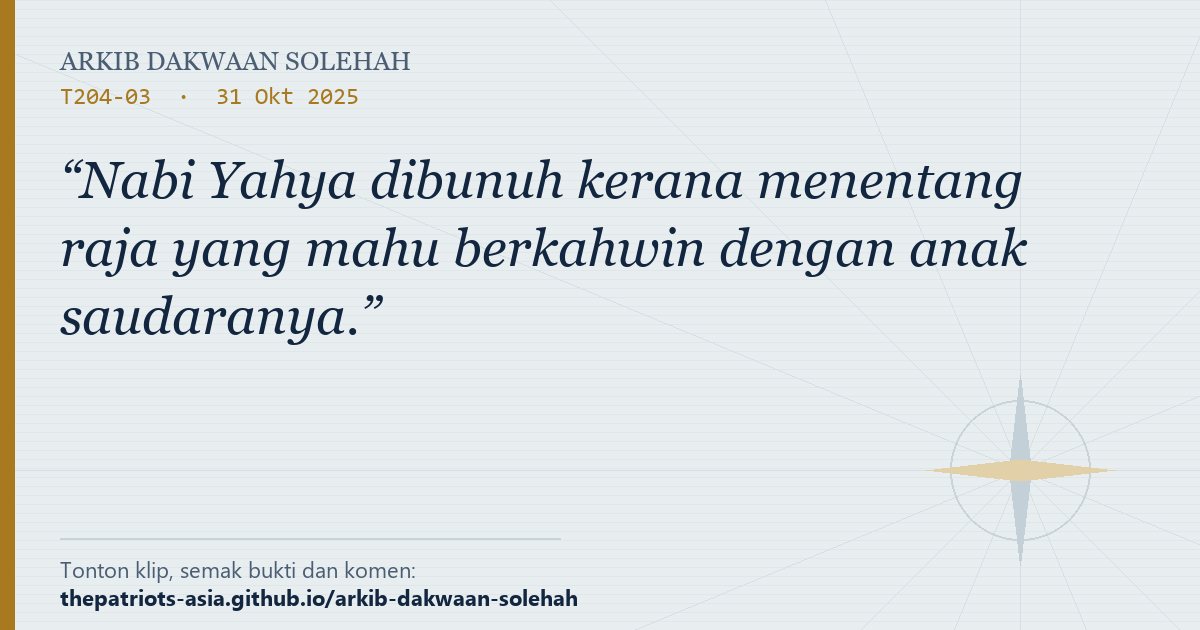 ARKIB DAKWAAN SOLEHAH
T204-03 · 31 Okt 2025
“Nabi Yahya dibunuh kerana menentang
raja yang mahu berkahwin dengan anak
saudaranya.”
Tonton klip, semak bukti dan komen:
thepatriots-asia.github.io/arkib-dakwaan-solehah